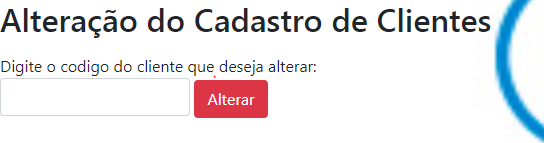 Alteração do Cadastro de Clientes
Digite o codigo do cliente que deseja alterar:
Alterar